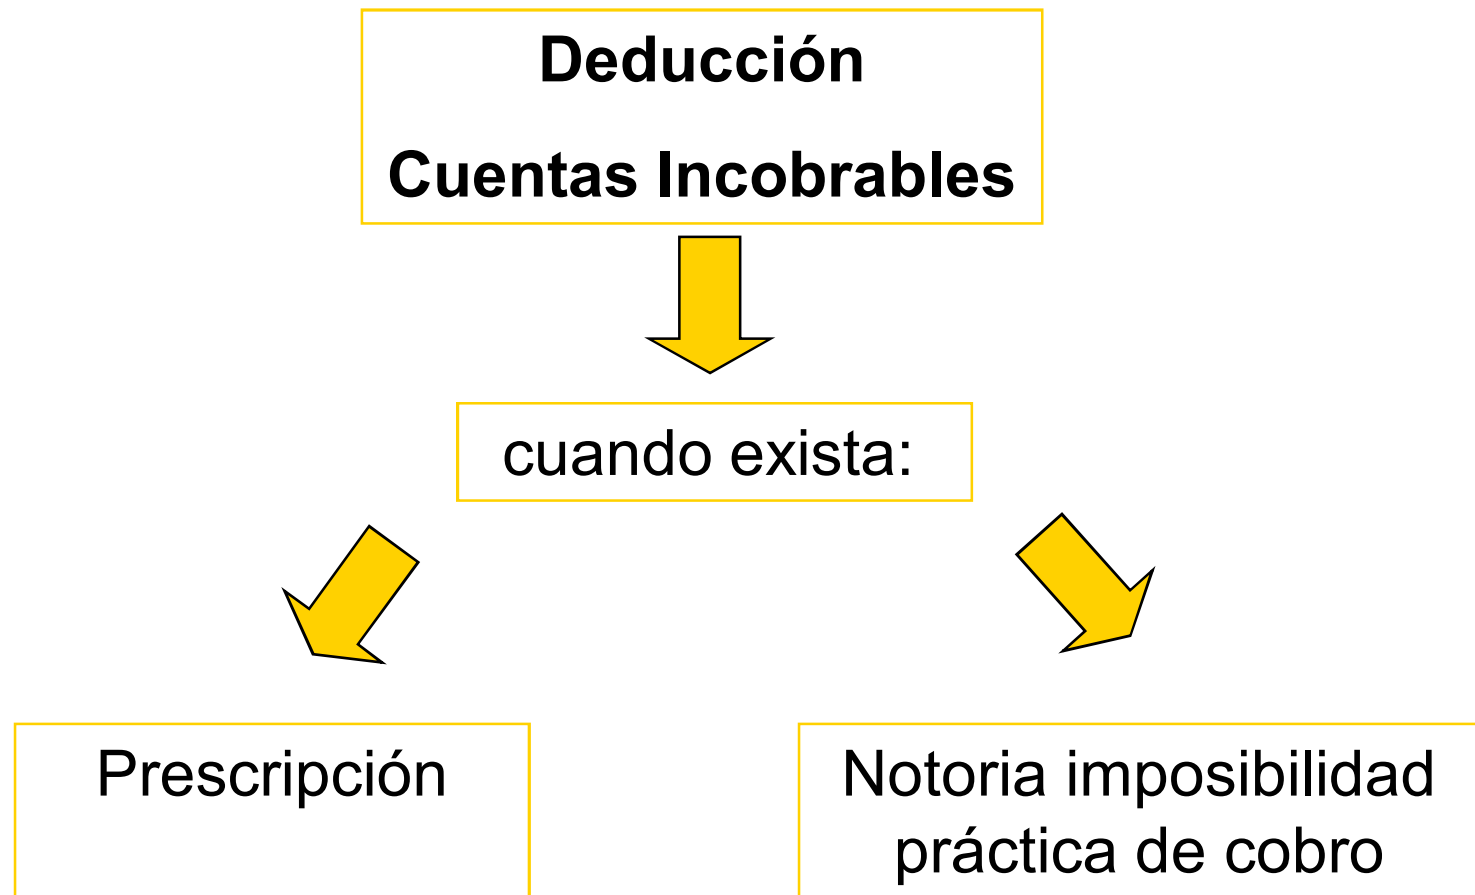 Deducción
Cuentas Incobrables
cuando exista:
Prescripción
Notoria imposibilidad
práctica de cobro